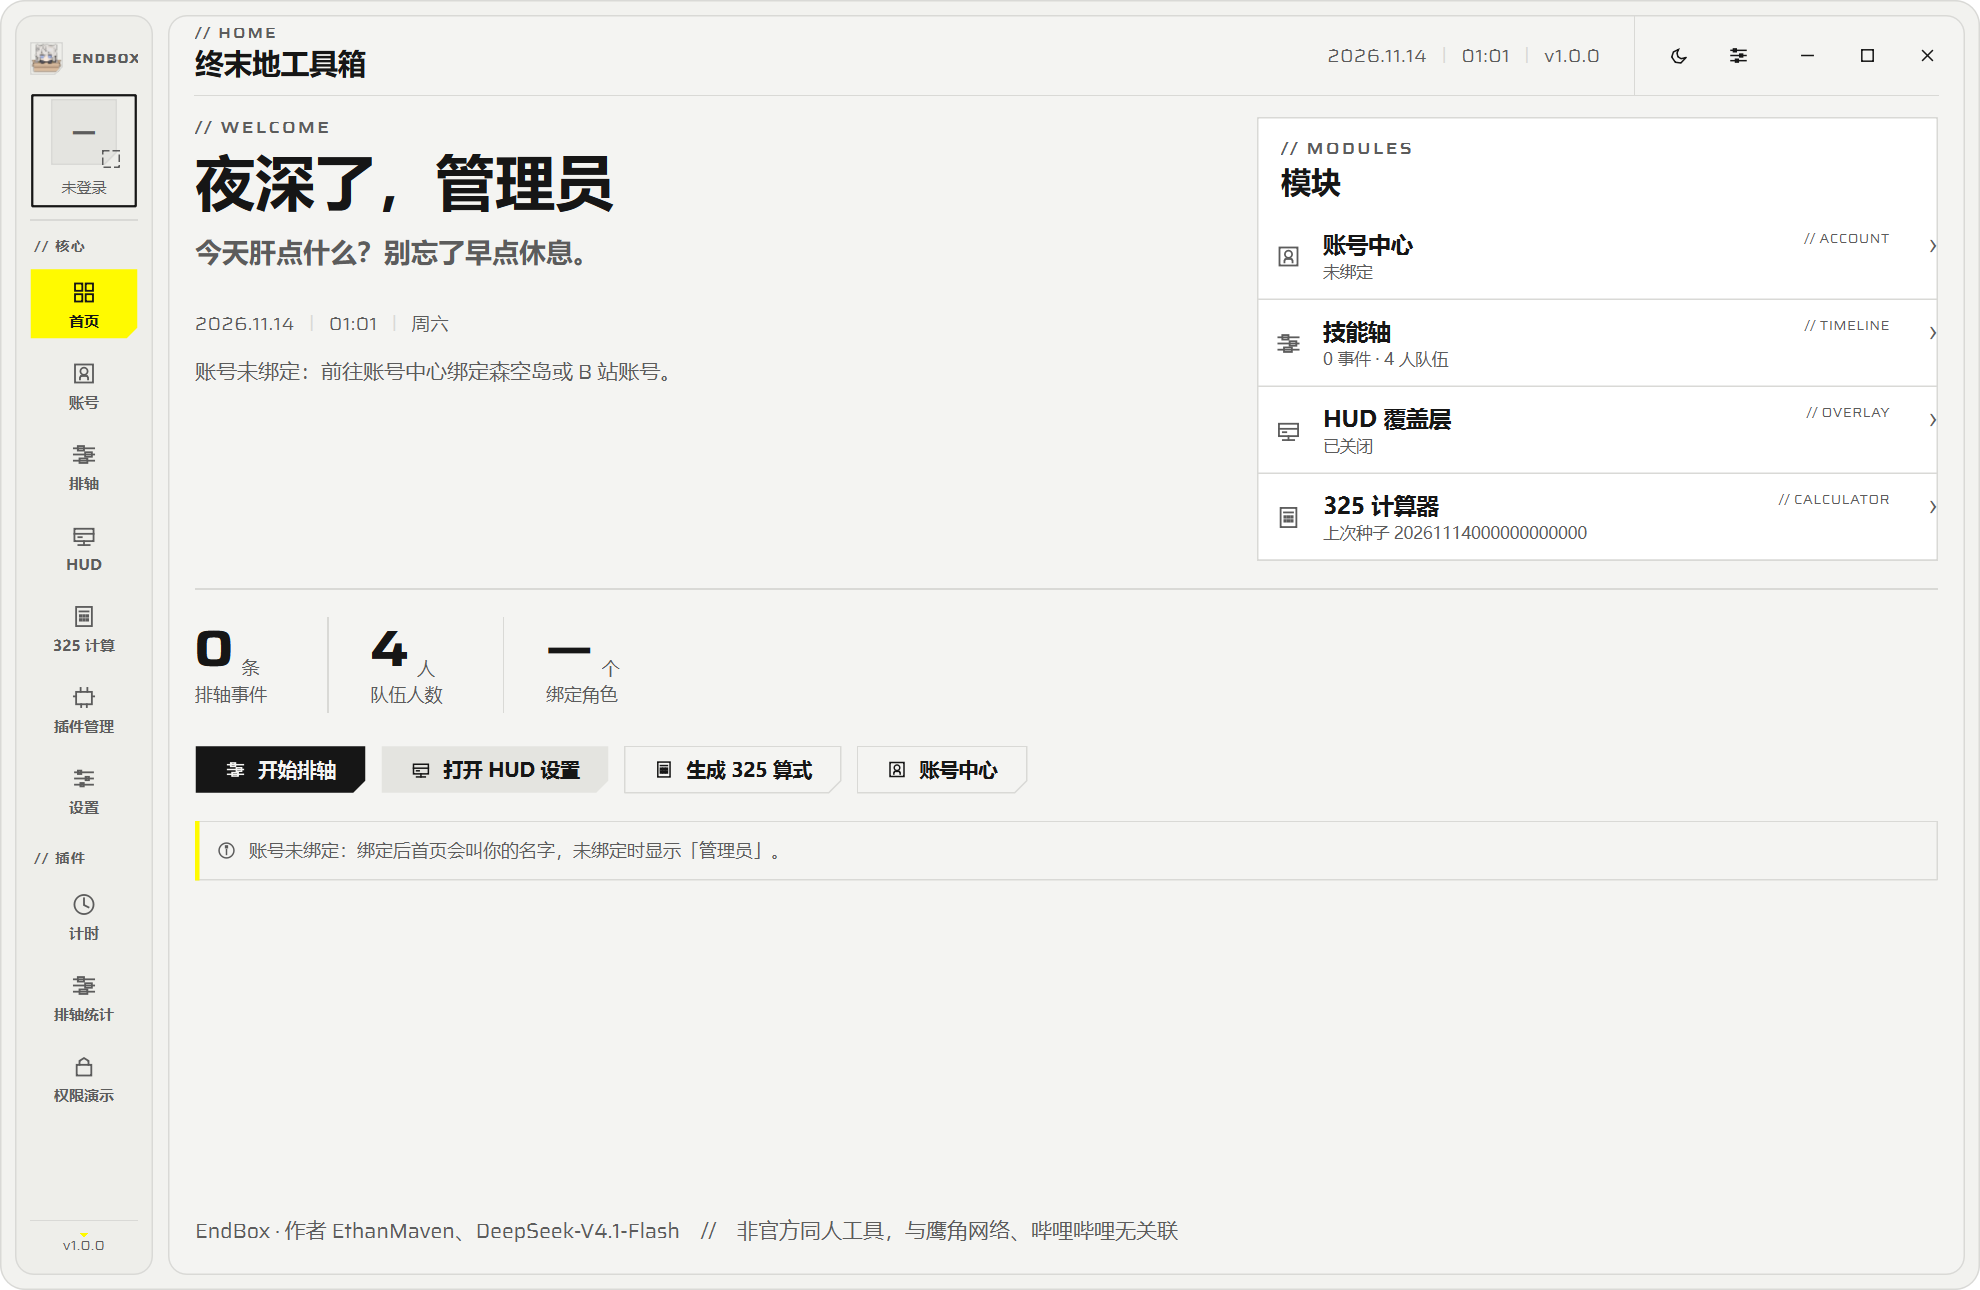 ENDBOX
未登录
// 核心
首页
账号
排轴
HUD
325 计算
插件管理
设置
// 插件
计时
排轴统计
权限演示
v1.0.0
// HOME
终末地工具箱
2026.11.14
01:01
v1.0.0
// WELCOME
夜深了，管理员
今天肝点什么？别忘了早点休息。
2026.11.14
01:01
周六
账号未绑定：前往账号中心绑定森空岛或 B 站账号。
// MODULES
模块
账号中心
// ACCOUNT
未绑定
技能轴
// TIMELINE
0 事件 · 4 人队伍
HUD 覆盖层
// OVERLAY
已关闭
325 计算器
// CALCULATOR
上次种子 20261114000000000000
0 条
排轴事件
4 人
队伍人数
— 个
绑定角色
开始排轴
打开 HUD 设置
生成 325 算式
账号中心
账号未绑定：绑定后首页会叫你的名字，未绑定时显示「管理员」。
EndBox · 作者 EthanMaven、DeepSeek-V4.1-Flash // 非官方同人工具，与鹰角网络、哔哩哔哩无关联